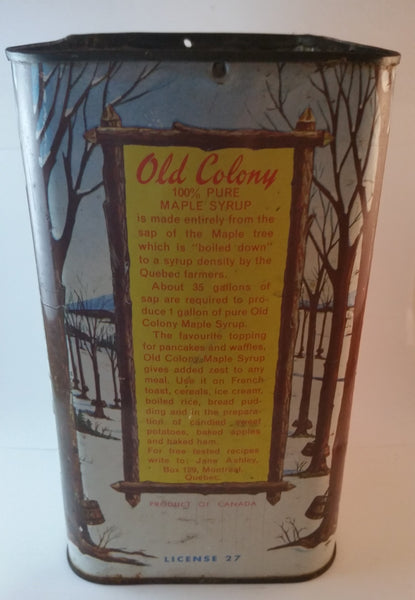 Old Colony
100% PURE
MAPLE SYRUP
is made entirely from the
sap of the Maple tree
which is "boiled down"
to a syrup density by the
Quebec farmers.
About 35 gallons of
sap are required to pro-
duce 1 gallon of pure Old
Colony Maple Syrup.
The favourite topping
for pancakes and waffles,
Old Colony Maple Syrup
gives added zest to any
meal. Use it on French
toast, cereals, ice cream,
boiled rice, bread pud-
ding and in the prepara-
tion of candied sweet
potatoes, baked apples
and baked ham.
For free tested recipes
write to: Jane Ashley,
Box 129, Montreal,
Quebec.
PRODUCT OF CANADA
LICENSE 27